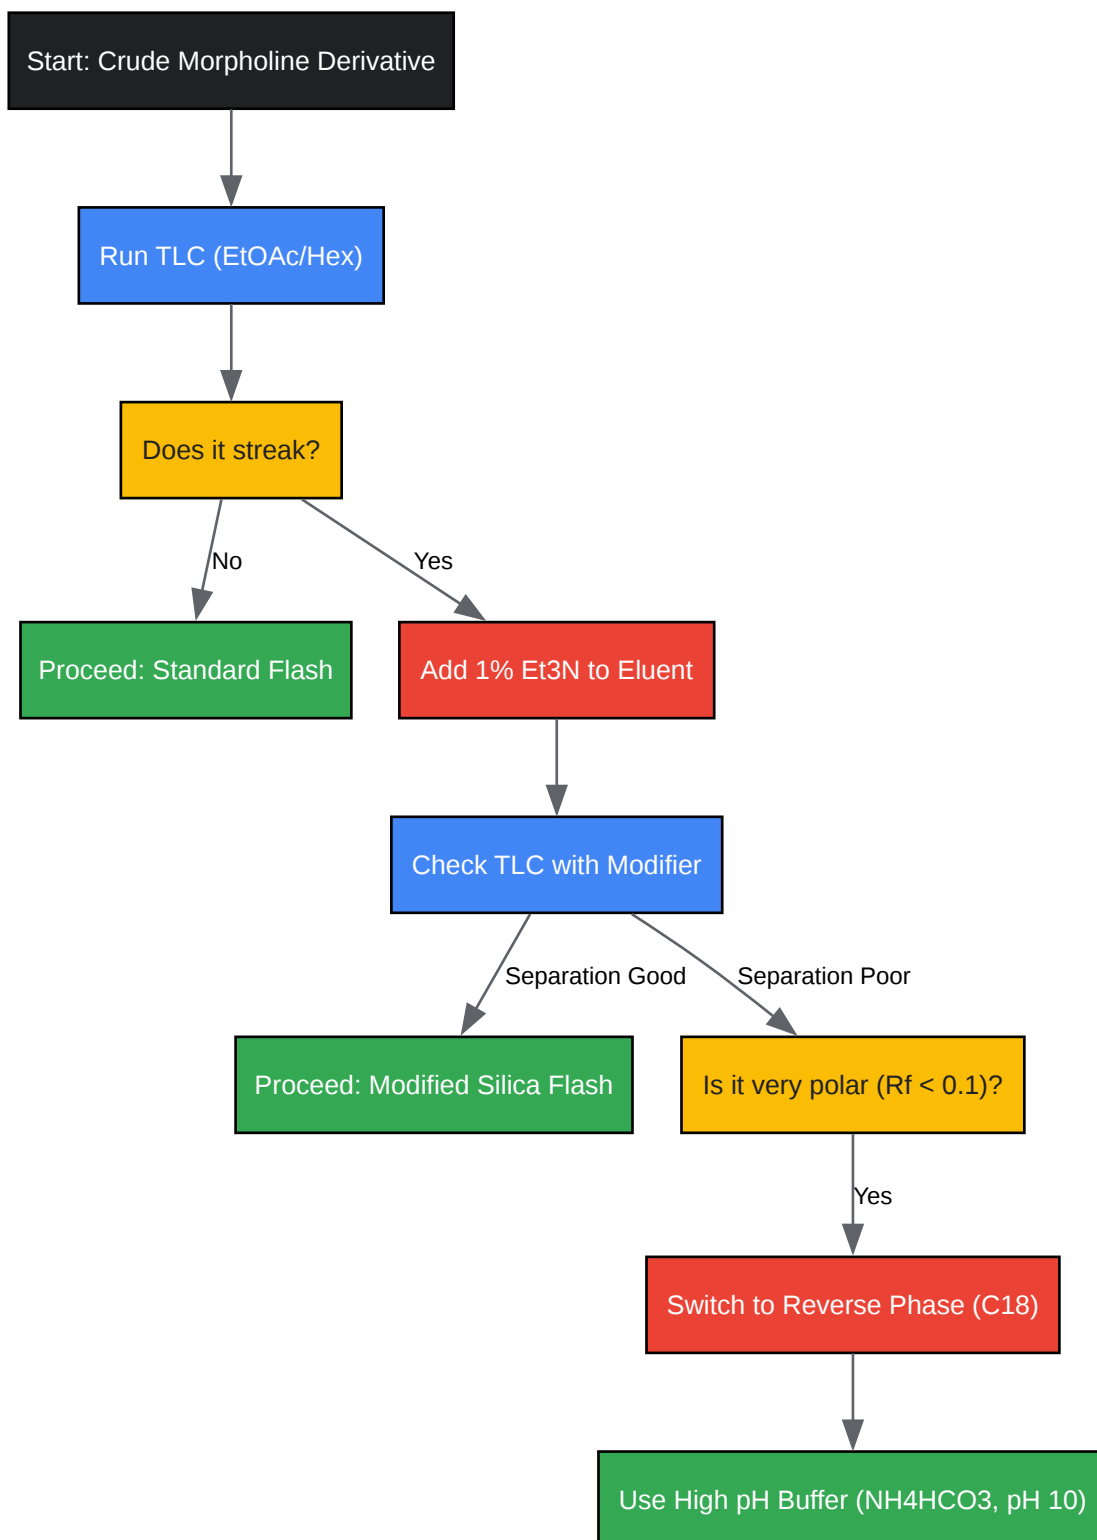 Start: Crude Morpholine Derivative
Run TLC (EtOAc/Hex)
Does it streak?
No
Yes
Proceed: Standard Flash
Add 1% Et3N to Eluent
Check TLC with Modifier
Separation Good
Separation Poor
Proceed: Modified Silica Flash
Is it very polar (Rf < 0.1)?
Yes
Switch to Reverse Phase (C18)
Use High pH Buffer (NH4HCO3, pH 10)